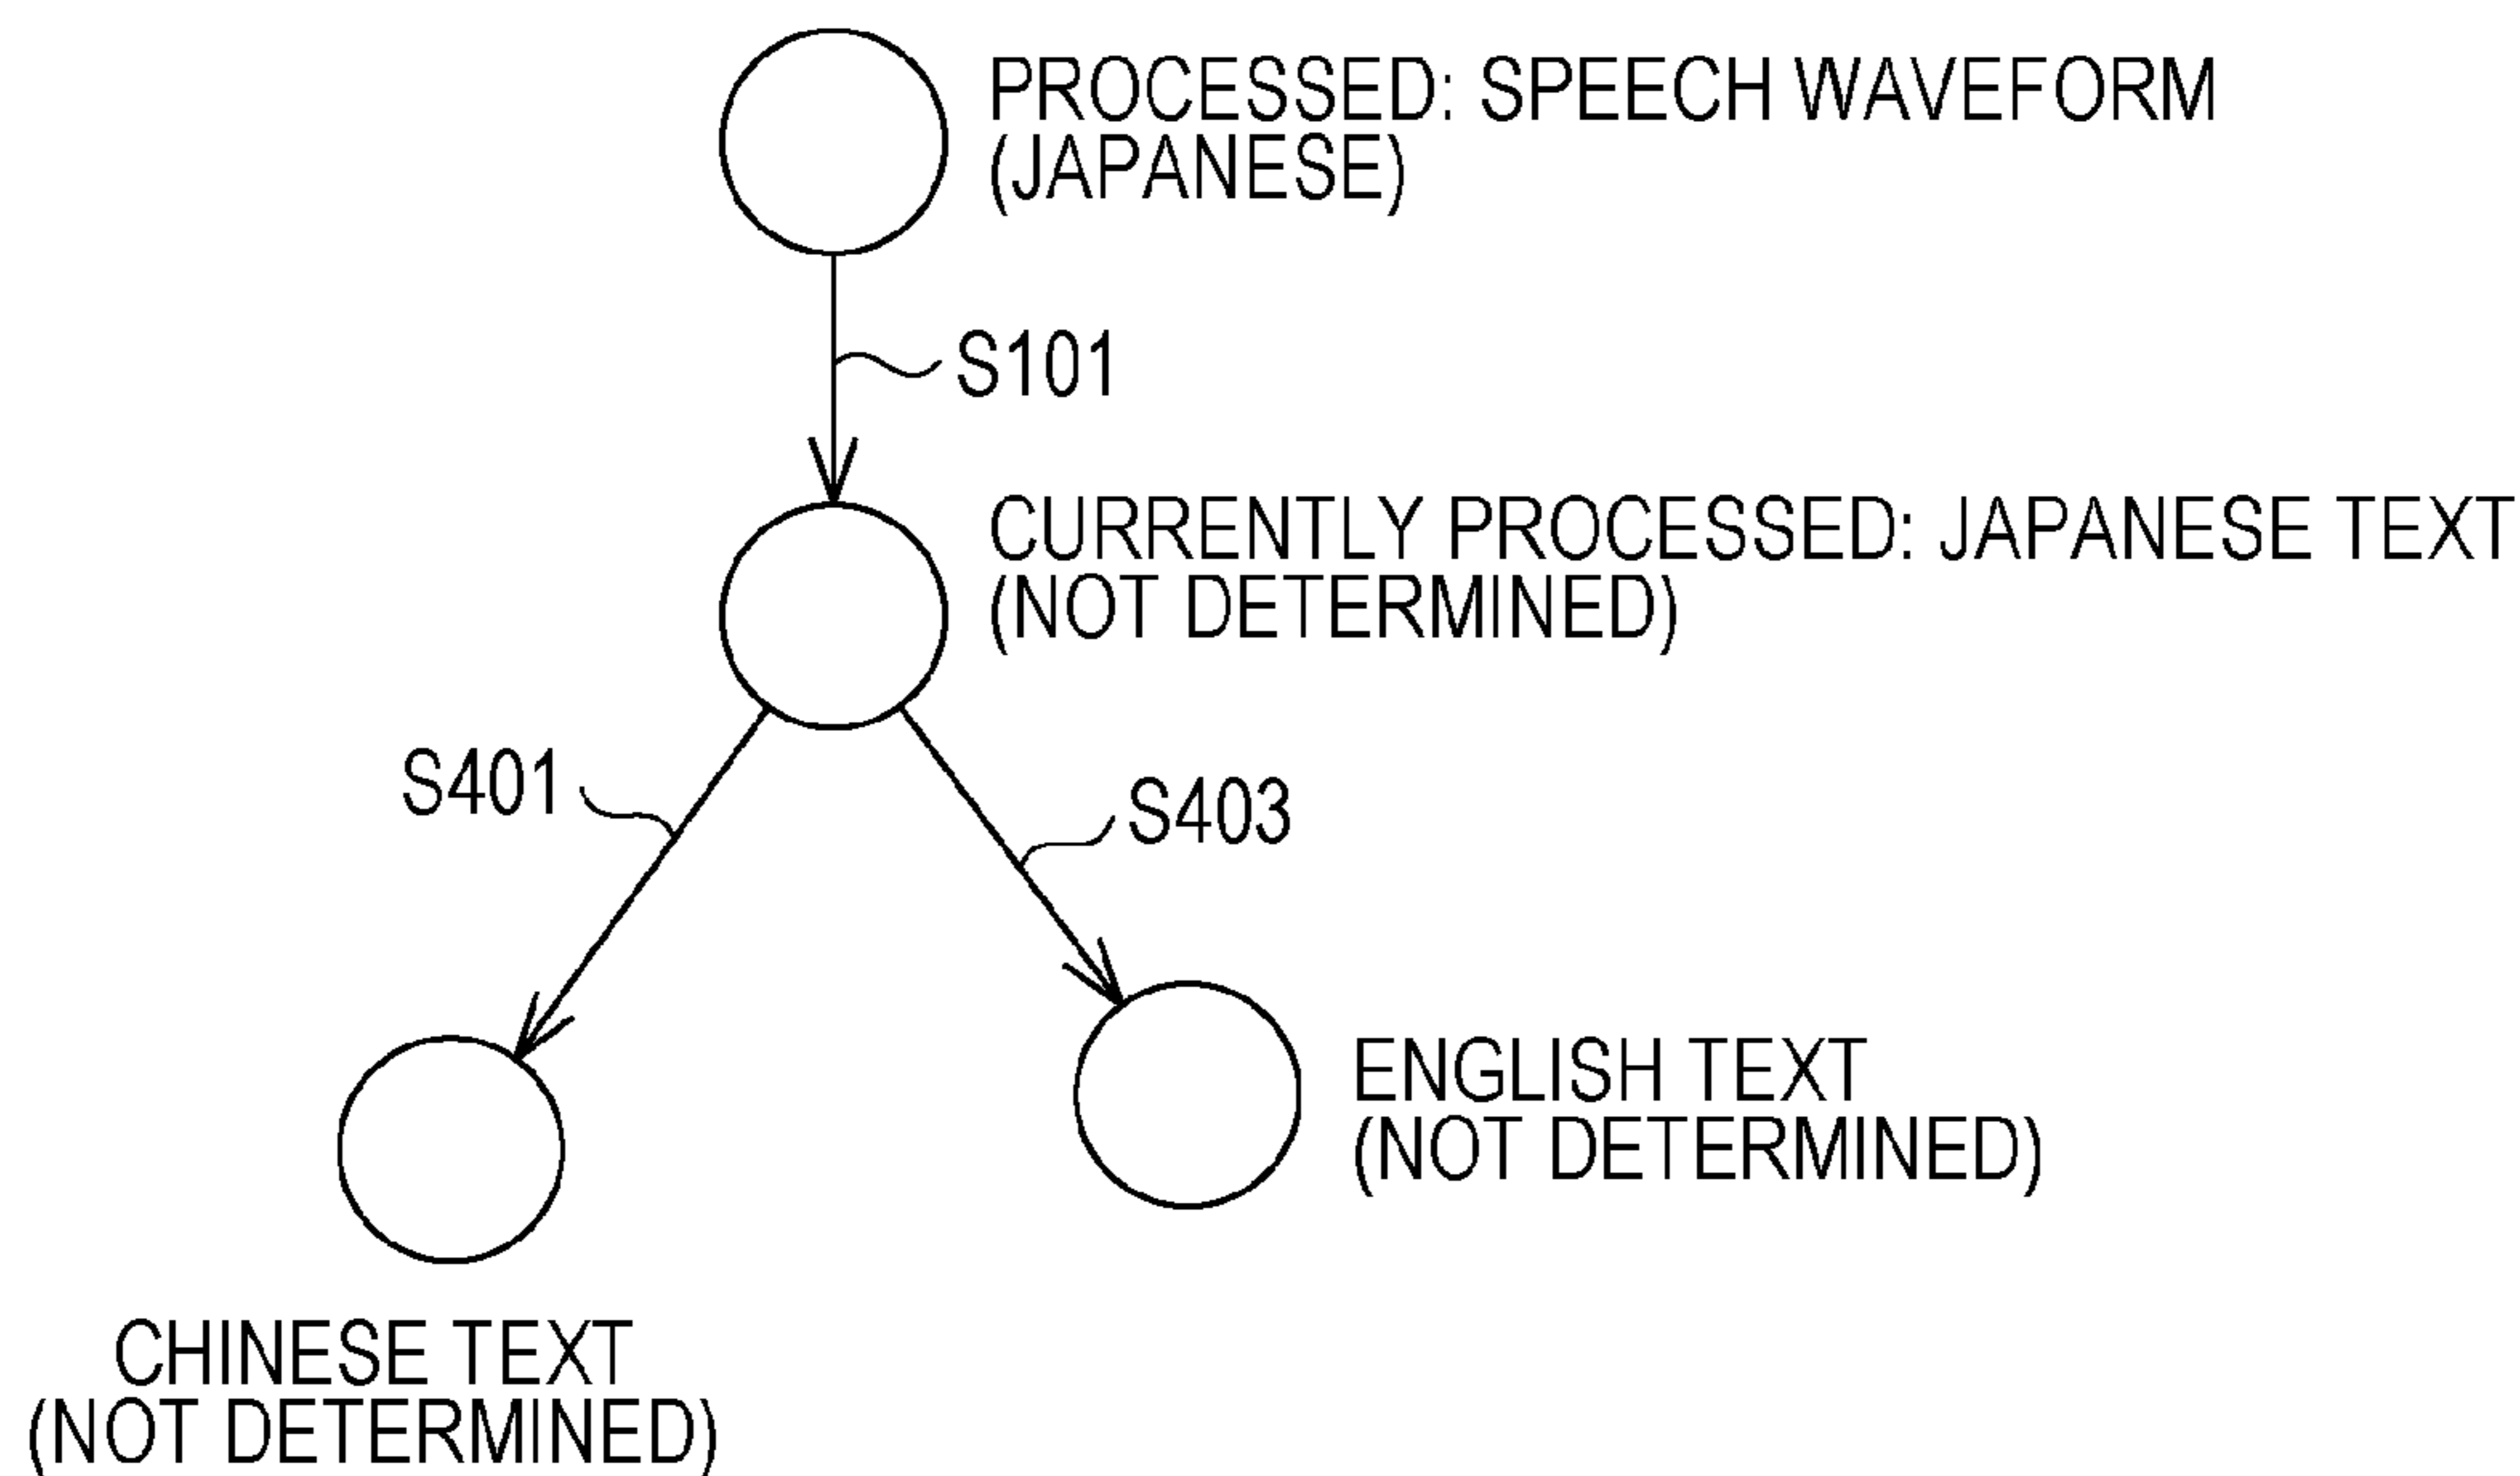 PROCESSED: SPEECH WAVEFORM
(JAPANESE)
S101
CURRENTLY PROCESSED: JAPANESE TEXT
(NOT DETERMINED)
S401
S403
ENGLISH TEXT
(NOT DETERMINED)
CHINESE TEXT
(NOT DETERMINED)